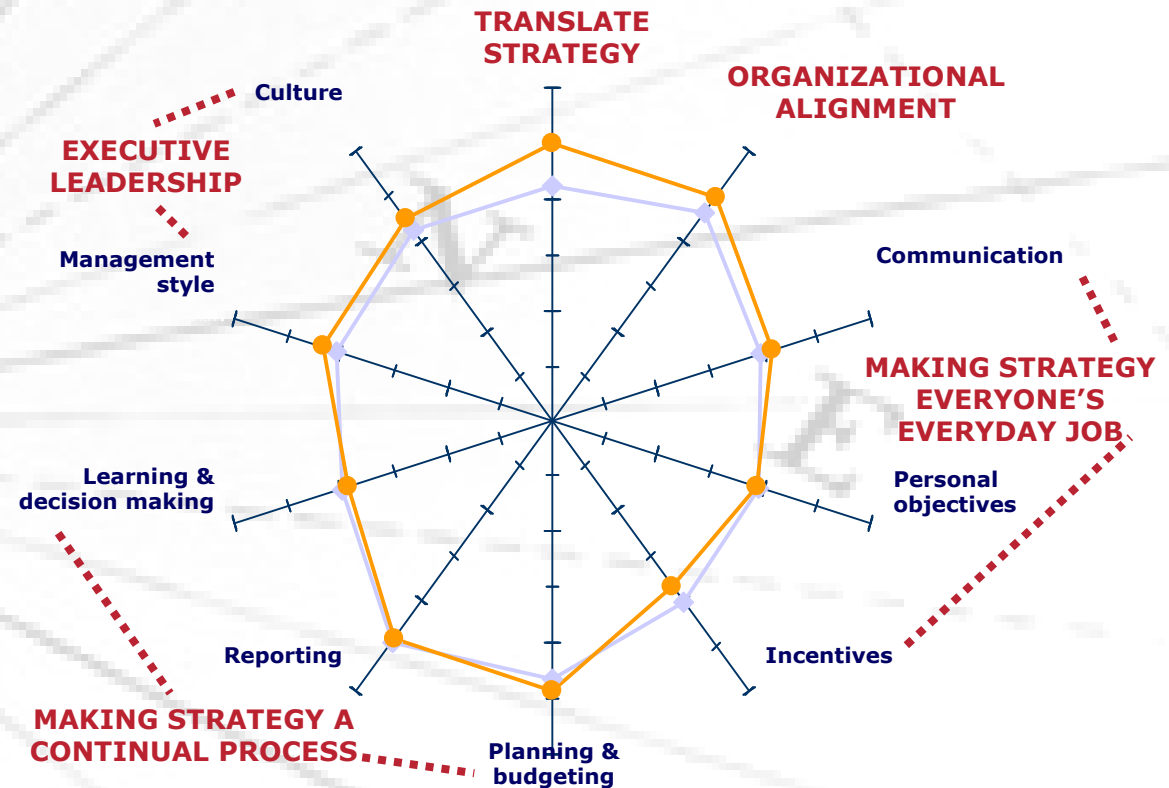 TRANSLATE
STRATEGY
ORGANIZATIONAL
ALIGNMENT
Culture
EXECUTIVE
LEADERSHIP
Management
style
Communication
MAKING STRATEGY
EVERYONE’S
EVERYDAY JOB
Learning &
decision making
Personal
objectives
Reporting
Incentives
MAKING STRATEGY A
CONTINUAL PROCESS
Planning &
budgeting